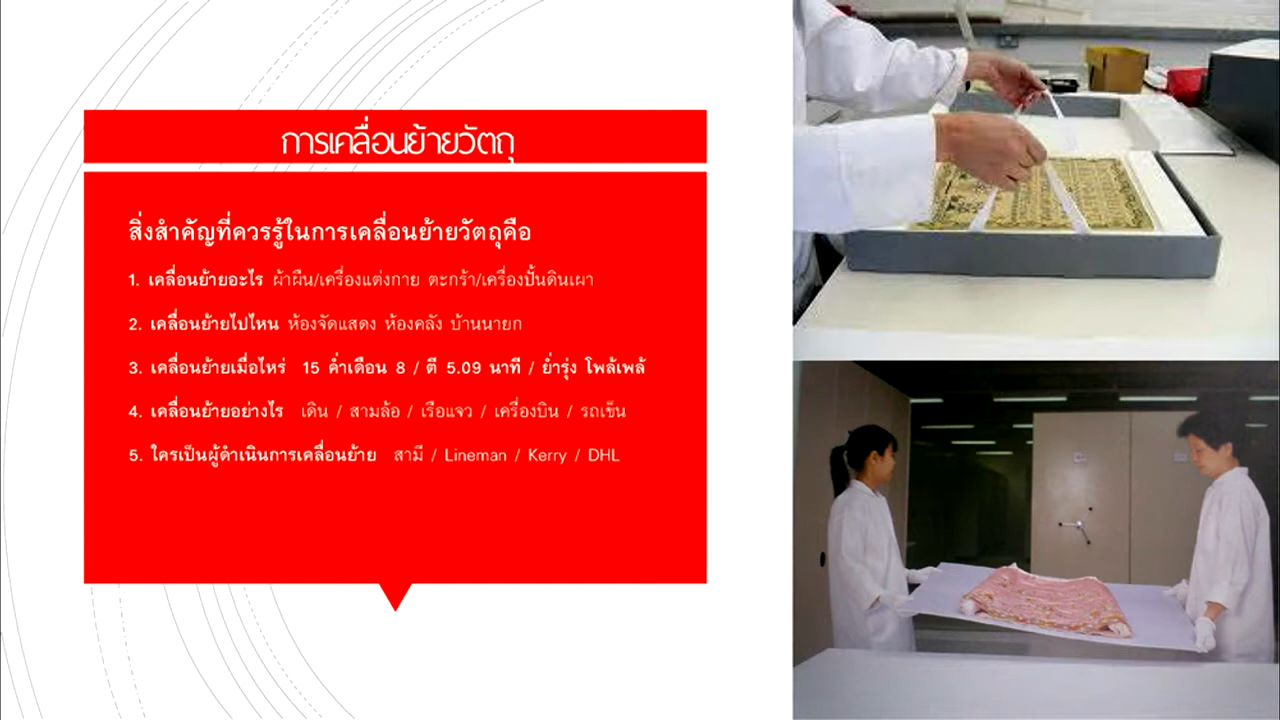 การเคลื่อนย้ายวัตถุ
สิ่งสำคัญที่ควรรู้ในการเคลื่อนย้ายวัตถุคือ
1. เคลื่อนย้ายอะไร ผ้าผืน/เครื่องแต่งกาย ตะกร้า/เครื่องปั้นดินเผา
2. เคลื่อนย้ายไปไหน ห้องจัดแสดง ห้องคลัง บ้านนายก
3. เคลื่อนย้ายเมื่อไหร่ 15 ค่ำเดือน 8 / ตี 5.09 นาที / ย่ำรุ่ง โพล้เพล้
4. เคลื่อนย้ายอย่างไร เดิน / สามล้อ / เรือแจว / เครื่องบิน / รถเข็น
5. ใครเป็นผู้ดำเนินการเคลื่อนย้าย สามี / Lineman / Kerry / DHL